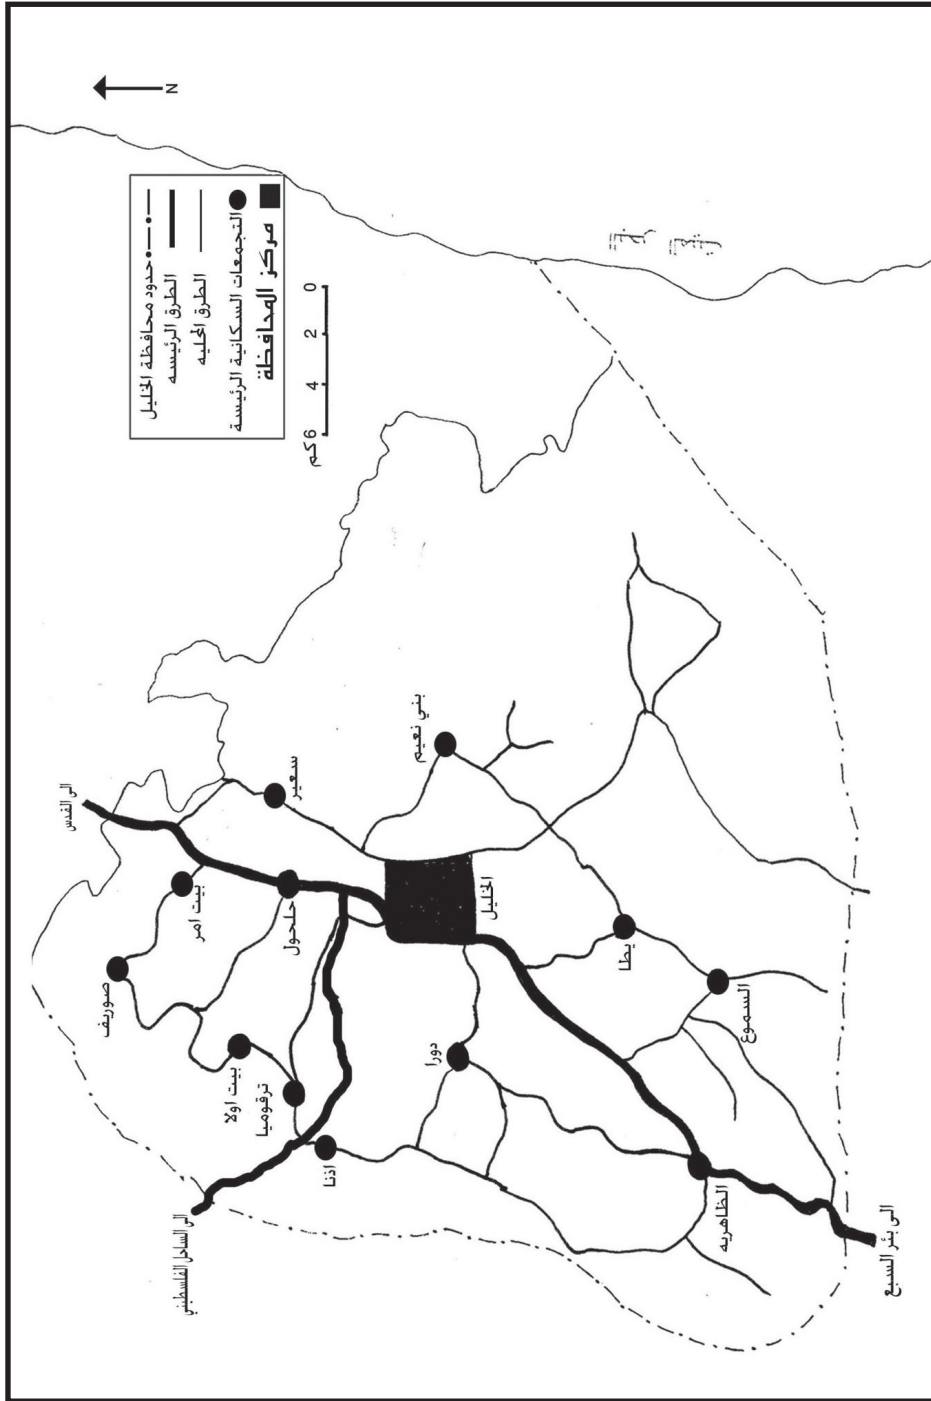 N
مركز المحافظة
التجمعات السكانية الرئيسة
الطرق المحليه
الطرق الرئيسه
حدود محافظة الخليل
0
2
4
6 كم
الى القدس
سعير
بني نعيم
بيت امر
حلحول
الخليل
صوريف
بيت اولا
ترقوميا
دورا
يطا
السموع
اذنا
الظاهريه
الى الساحل الفلسطيني
الى بئر السبع